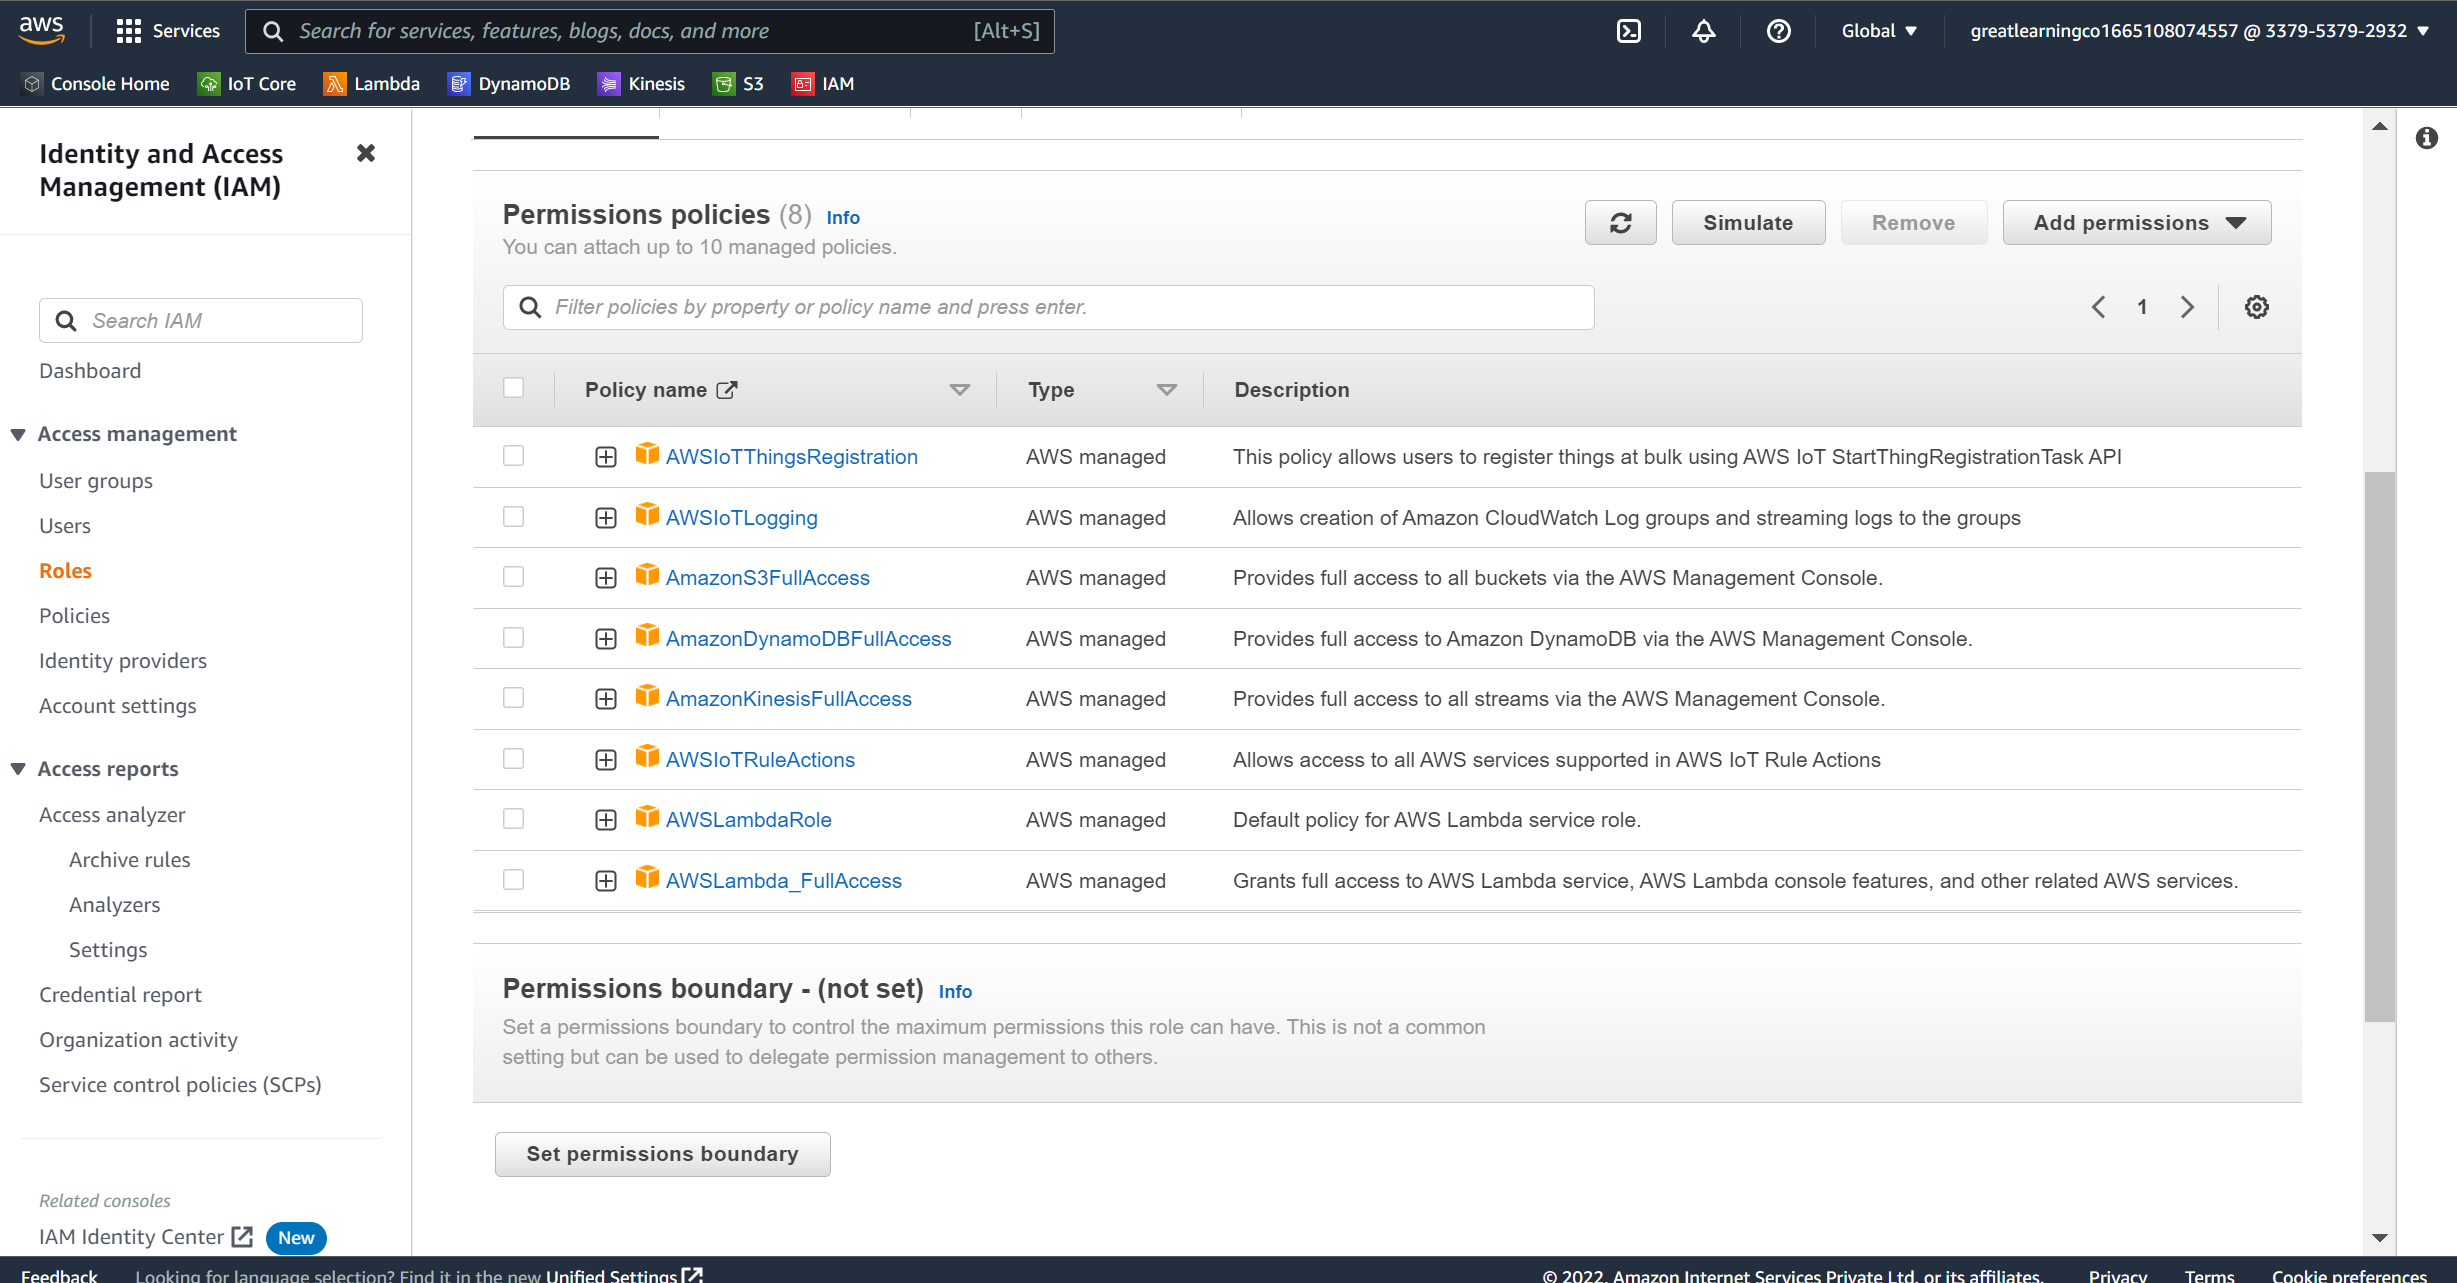 aws
Services
Search for services, features, blogs, docs, and more
[Alt+S]
Global
greatlearningco1665108074557 @ 3379-5379-2932
Console Home
IoT Core
Lambda
DynamoDB
Kinesis
S3
IAM
Identity and Access
Management (IAM)
Search IAM
Dashboard
Access management
User groups
Users
Roles
Policies
Identity providers
Account settings
Access reports
Access analyzer
Archive rules
Analyzers
Settings
Credential report
Organization activity
Service control policies (SCPs)
Related consoles
IAM Identity Center
New
Permissions policies (8) Info
You can attach up to 10 managed policies.
Simulate
Remove
Add permissions
Filter policies by property or policy name and press enter.
1
Policy name Type Description
AWSIoTThingsRegistration AWS managed This policy allows users to register things at bulk using AWS IoT StartThingRegistrationTask API
AWSIoTLogging AWS managed Allows creation of Amazon CloudWatch Log groups and streaming logs to the groups
AmazonS3FullAccess AWS managed Provides full access to all buckets via the AWS Management Console.
AmazonDynamoDBFullAccess AWS managed Provides full access to Amazon DynamoDB via the AWS Management Console.
AmazonKinesisFullAccess AWS managed Provides full access to all streams via the AWS Management Console.
AWSIoTRuleActions AWS managed Allows access to all AWS services supported in AWS IoT Rule Actions
AWSLambdaRole AWS managed Default policy for AWS Lambda service role.
AWSLambda_FullAccess AWS managed Grants full access to AWS Lambda service, AWS Lambda console features, and other related AWS services.
Permissions boundary - (not set) Info
Set a permissions boundary to control the maximum permissions this role can have. This is not a common
setting but can be used to delegate permission management to others.
Set permissions boundary
Feedback
Looking for language selection? Find it in the new Unified Settings
© 2022, Amazon Internet Services Private Ltd. or its affiliates.
Privacy
Terms
Cookie preferences